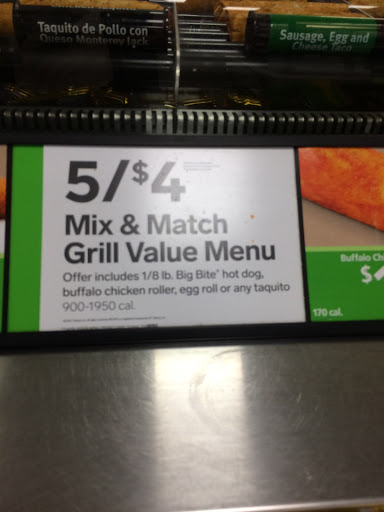 Taquito de Pollo con
Queso Monterey Jack
Sausage, Egg and
Cheese Taco
5/$4
Mix & Match
Grill Value Menu
Offer includes 1/8 lb. Big Bite® hot dog,
buffalo chicken roller, egg roll or any taquito
900-1950 cal.
Buffalo Ch
$
170 cal.